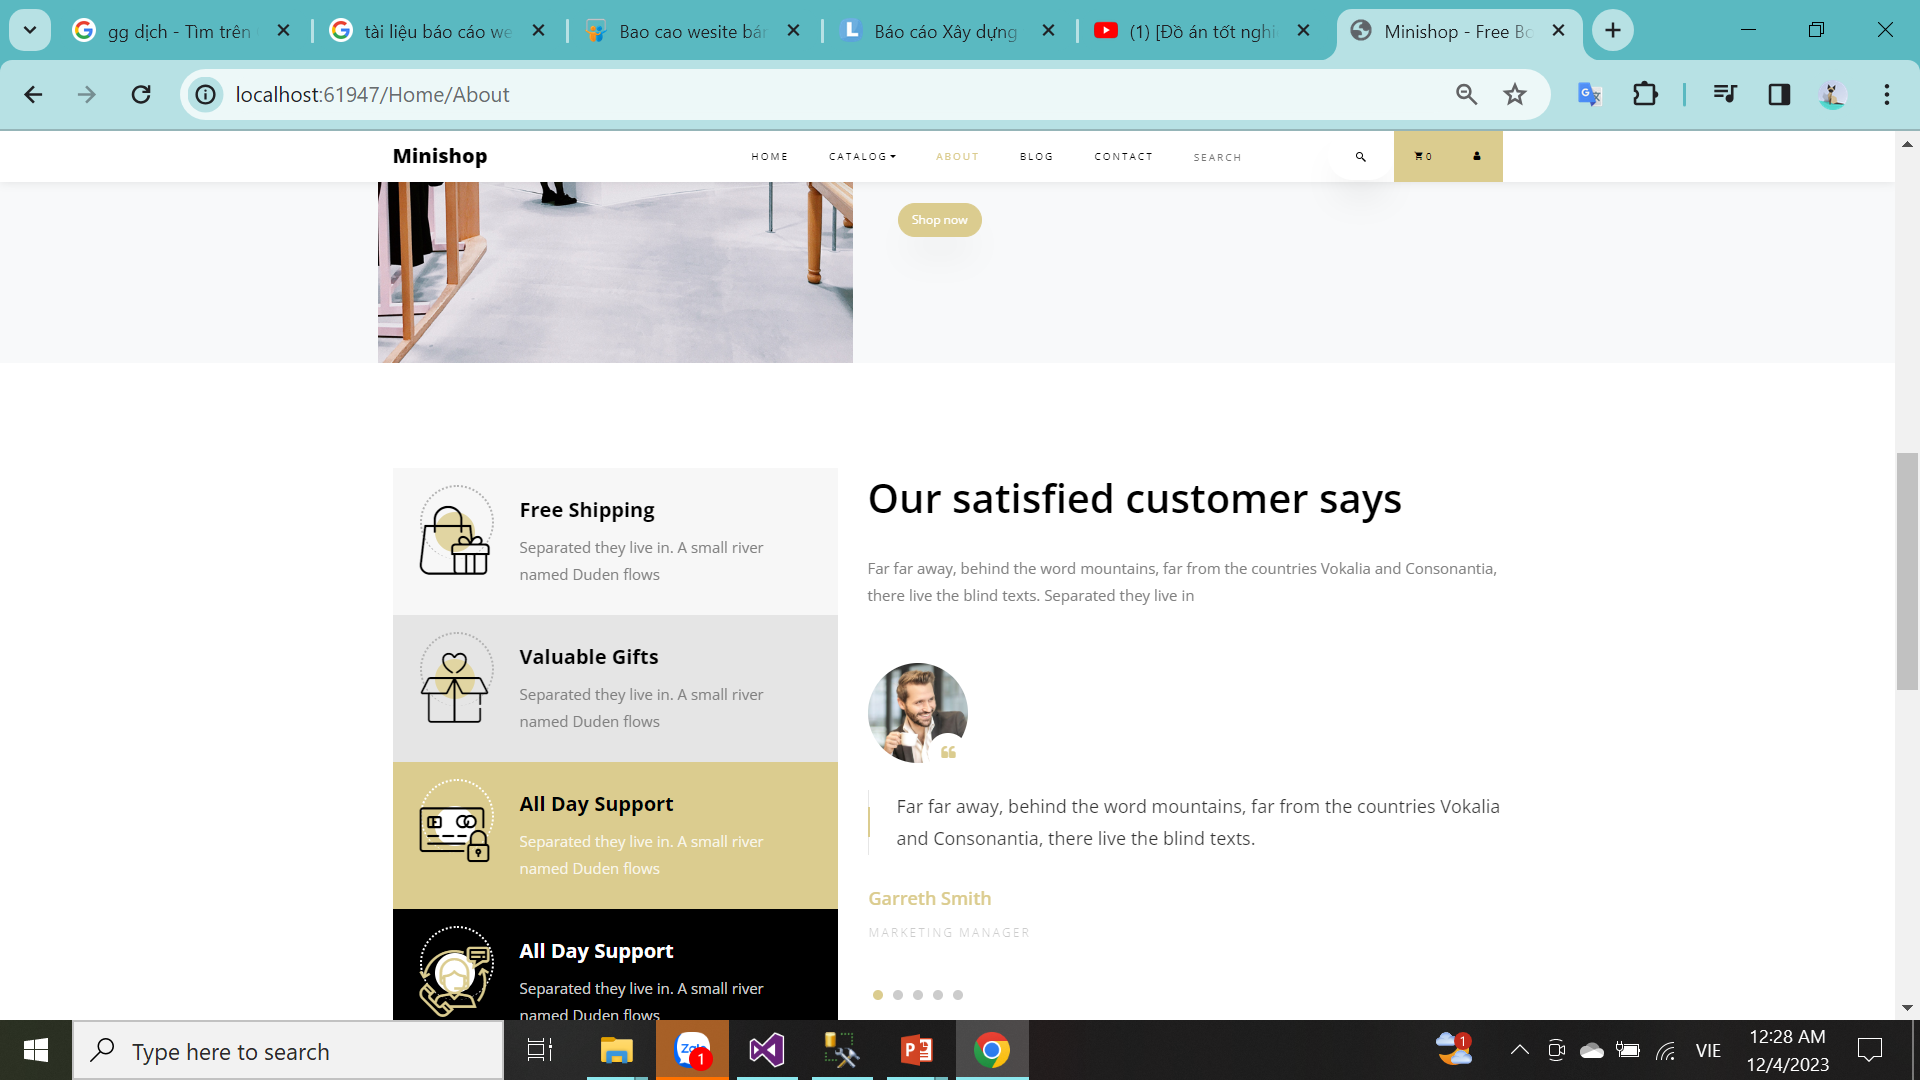 gg dịch - Tìm trên
tài liệu báo cáo we
Bao cao wesite bár
Báo cáo Xây dựng
(1) [Đồ án tốt nghi
Minishop - Free Bo
localhost:61947/Home/About
Minishop
HOME
CATALOG
ABOUT
BLOG
CONTACT
SEARCH
0
Shop now
Free Shipping
Separated they live in. A small river
named Duden flows
Valuable Gifts
Separated they live in. A small river
named Duden flows
All Day Support
Separated they live in. A small river
named Duden flows
All Day Support
Separated they live in. A small river
named Duden flows
Our satisfied customer says
Far far away, behind the word mountains, far from the countries Vokalia and Consonantia,
there live the blind texts. Separated they live in
Far far away, behind the word mountains, far from the countries Vokalia
and Consonantia, there live the blind texts.
Garreth Smith
MARKETING MANAGER
Type here to search
1
1
VIE
12:28 AM
12/4/2023